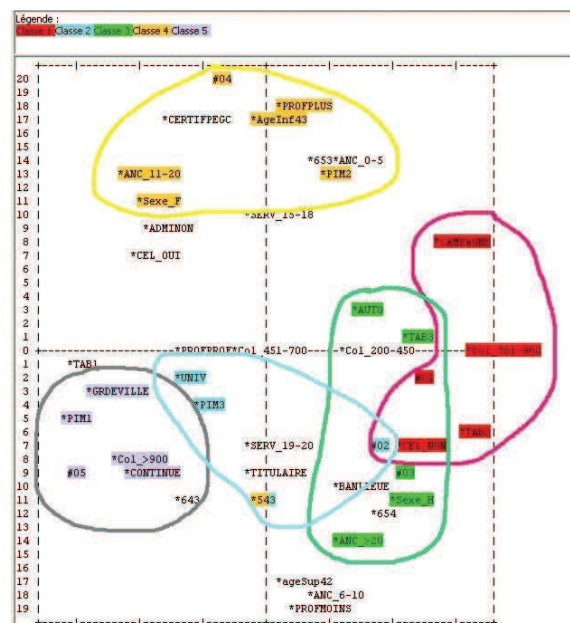 Légende :
Classe 1 Classe 2 Classe 3 Classe 4 Classe 5
20 #04
19
18 *PROFPLUS
17 *CERTIFPEGC *AgeInf43
16
15
14 *653*ANC_0-5
13 *ANC_11-20 *PIM2
12
11 *Sexe_F
10 *SERV_15-18
9 *ADMINON
8 *CAMPAGNE
7 *CEL_OUI
6
5
4
3 *AUTO
2
1 *TAB3
0 *PROFPROF*Col_451-700 *Col_200-450 *Col_701-900
1 *TAB1
2 *UNIV #01
3 *GRDEVILLE
4 *PIM3
5 *PIM1
6
7 *SERV_19-20 #02 *CEL_NON
8 *Col_>900
9 #05 *CONTINUE *TITULAIRE #03
10 *BANLIEUE
11 *643 *543 *Sexe_H
12 *654
13
14 *ANC_>20
15
16
17 *ageSup42
18 *ANC_6-10
19 *PROFMOINS